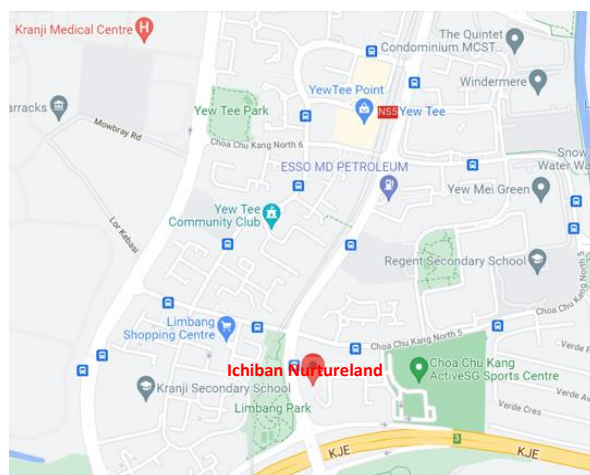 Kranji Medical Centre
The Quintet
Condominium MCST...
Windermere
YewTee Point
NS5 Yew Tee
arracks
Yew Tee Park
Mowbray Rd
Choa Chu Kang North 6
Snow
Water Wa
ESSO MD PETROLEUM
Yew Mei Green
Yew Tee
Community Club
Lor Kebasi
Regent Secondary School
Choa Chu Kang North 5
Limbang
Shopping Centre
Choa Chu Kang North 5
Verde P
Ichiban Nurtureland
Choa Chu Kang
ActiveSG Sports Centre
Kranji Secondary School
Verde Av
Limbang Park
Verde Cres
3
KJE
KJE